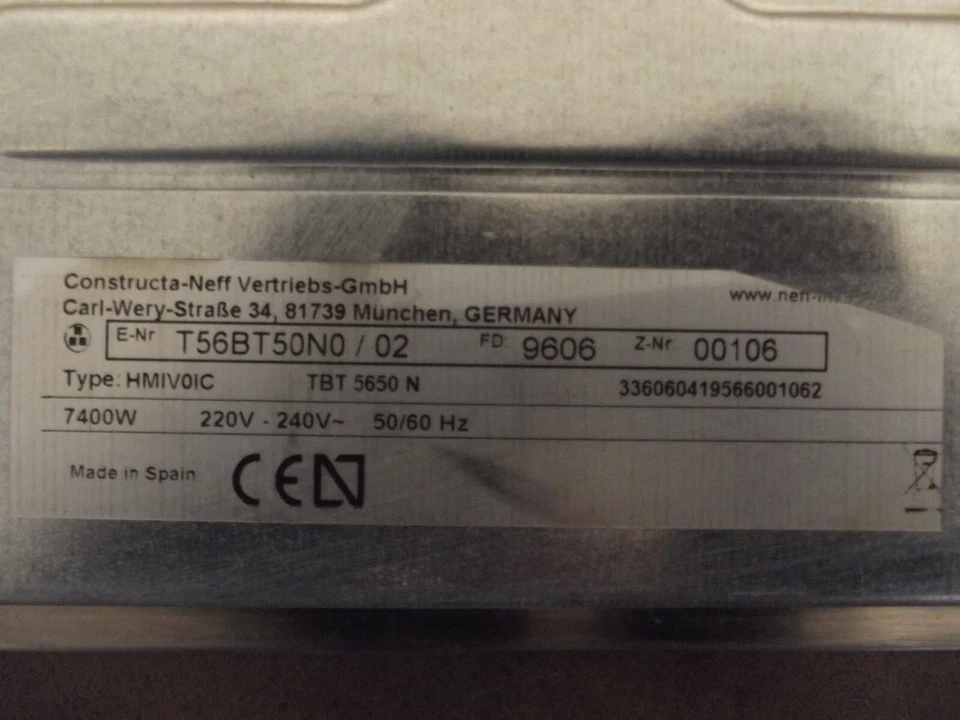 Constructa-Neff Vertriebs-GmbH
Carl-Wery-Straße 34, 81739 München, GERMANY
E-Nr T56BT50N0 / 02 FD: 9606 Z-Nr: 00106
Type: HMIV0IC TBT 5650 N 336060419566001062
7400W 220V - 240V~ 50/60 Hz
Made in Spain CE N